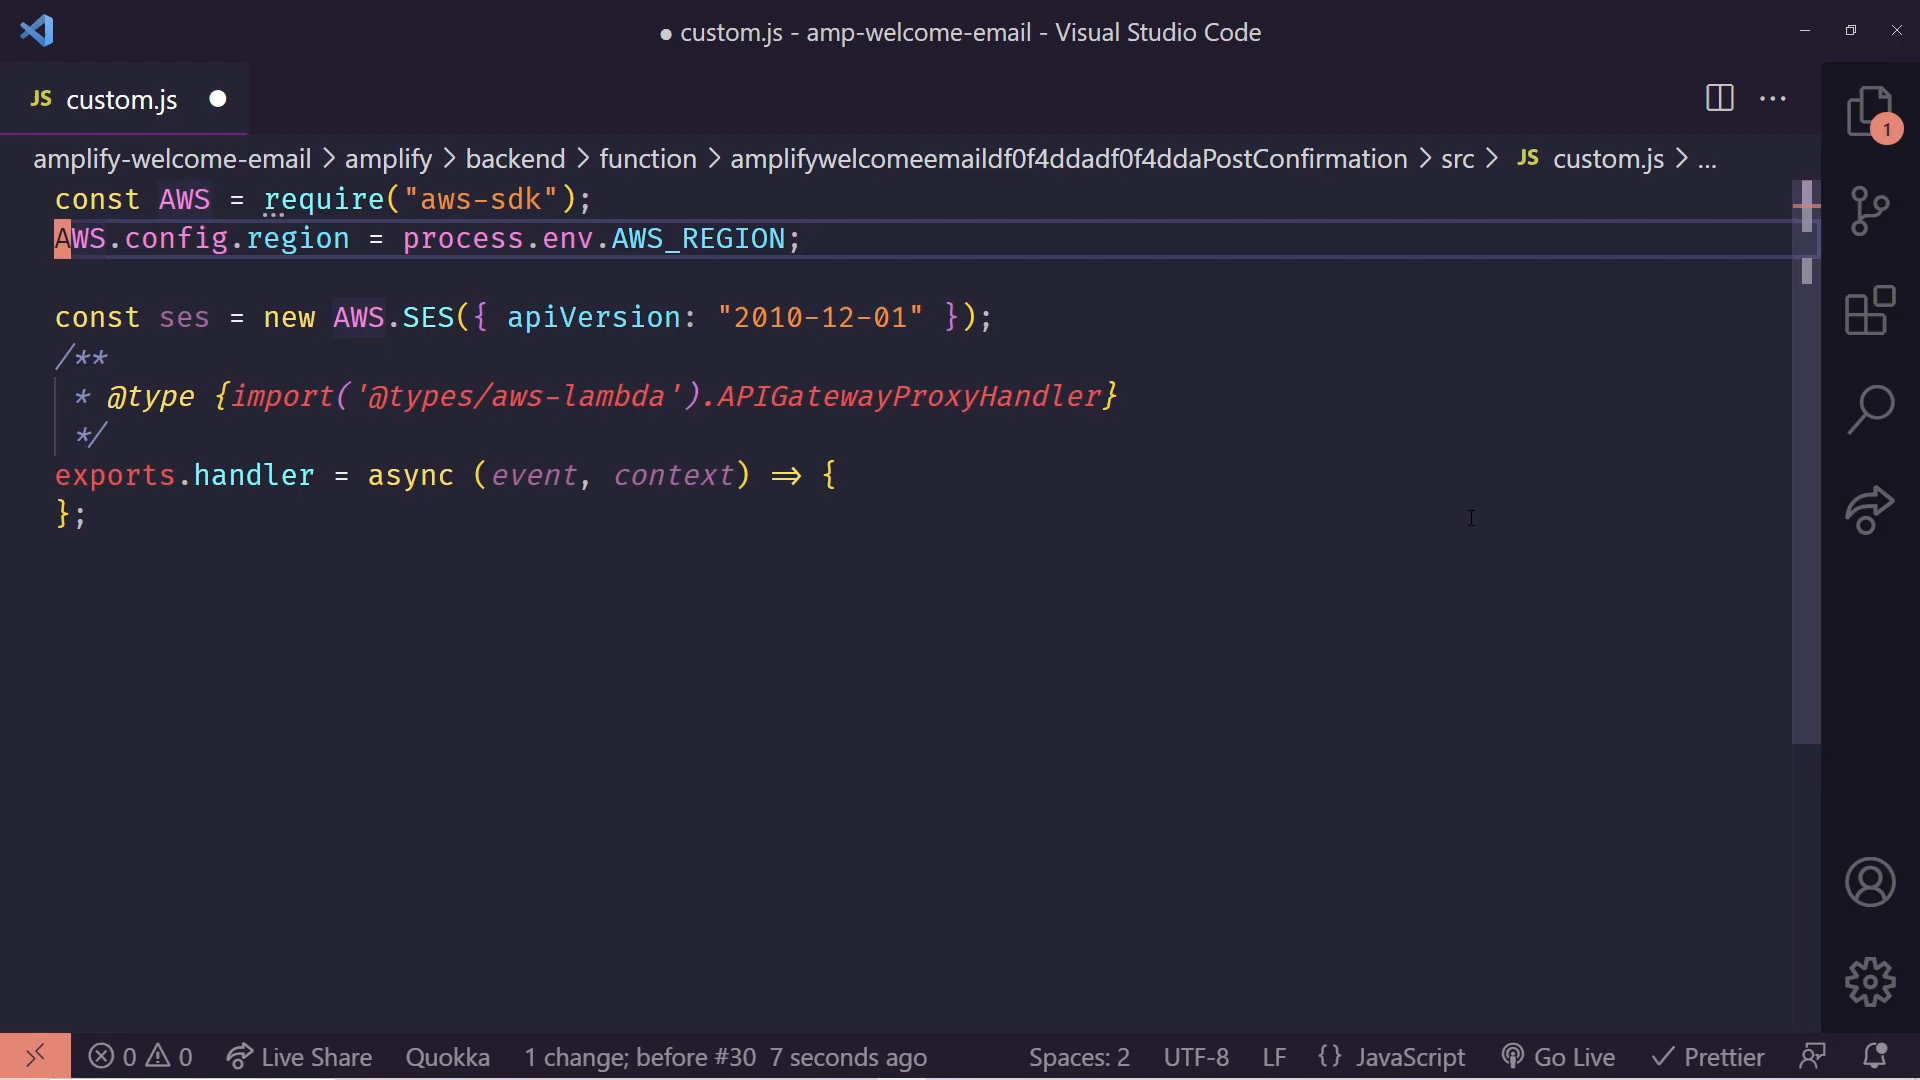 ● custom.js - amp-welcome-email - Visual Studio Code
JS custom.js
1
amplify-welcome-email > amplify > backend > function > amplifywelcomeemaildf0f4ddadf0f4ddaPostConfirmation > src > JS custom.js > ...
const AWS = require("aws-sdk");
AWS.config.region = process.env.AWS_REGION;
const ses = new AWS.SES({ apiVersion: "2010-12-01" });
/**
* @type {import('@types/aws-lambda').APIGatewayProxyHandler}
*/
exports.handler = async (event, context) => {
};
0 0 Live Share Quokka 1 change; before #30 7 seconds ago Spaces: 2 UTF-8 LF {} JavaScript Go Live Prettier